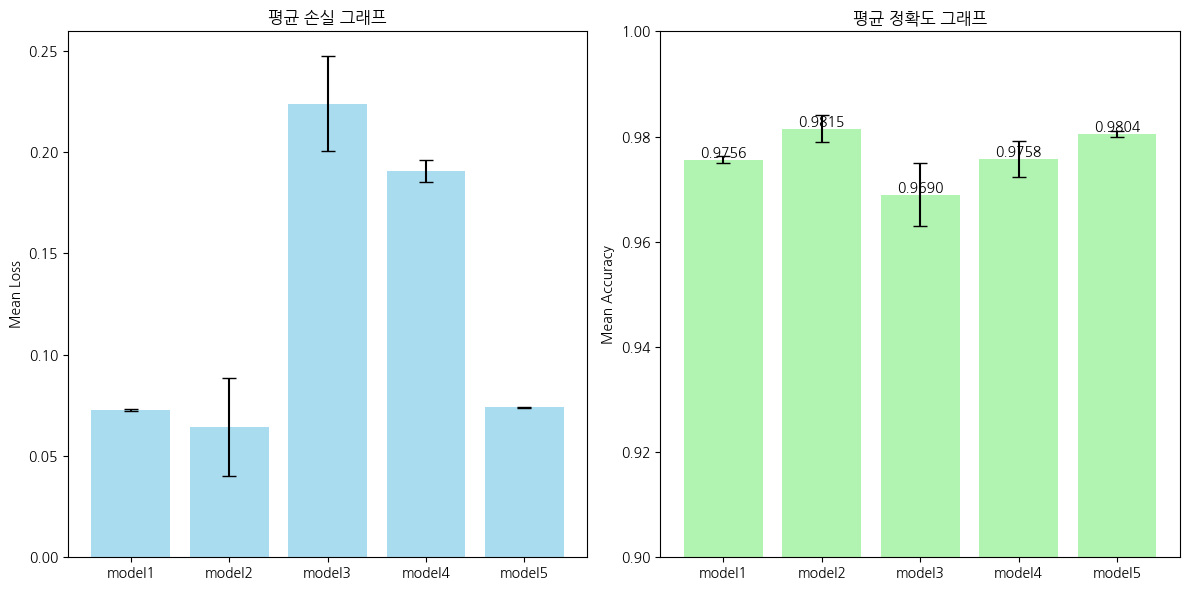 평균 손실 그래프
Mean Loss
0.25
0.20
0.15
0.10
0.05
0.00
model1
model2
model3
model4
model5
평균 정확도 그래프
Mean Accuracy
1.00
0.98
0.96
0.94
0.92
0.90
0.9756
0.9815
0.9690
0.9758
0.9804
model1
model2
model3
model4
model5